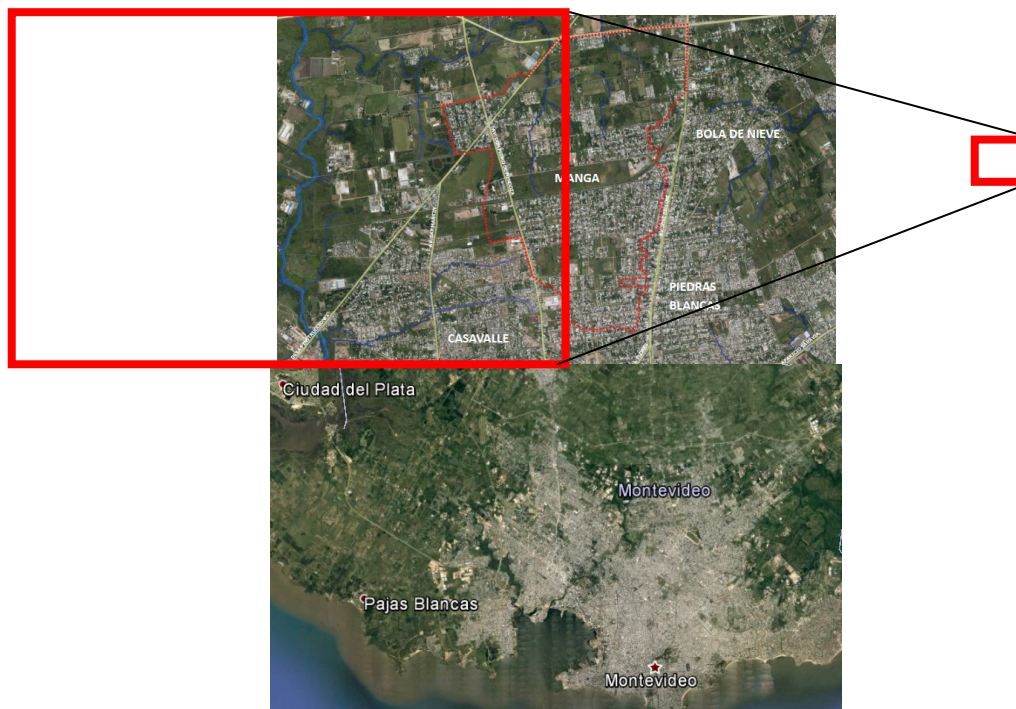 BOLA DE NIEVE
MANGA
PIEDRAS
BLANCAS
CASAVALLE
Ciudad del Plata
Montevideo
Pajas Blancas
Montevideo